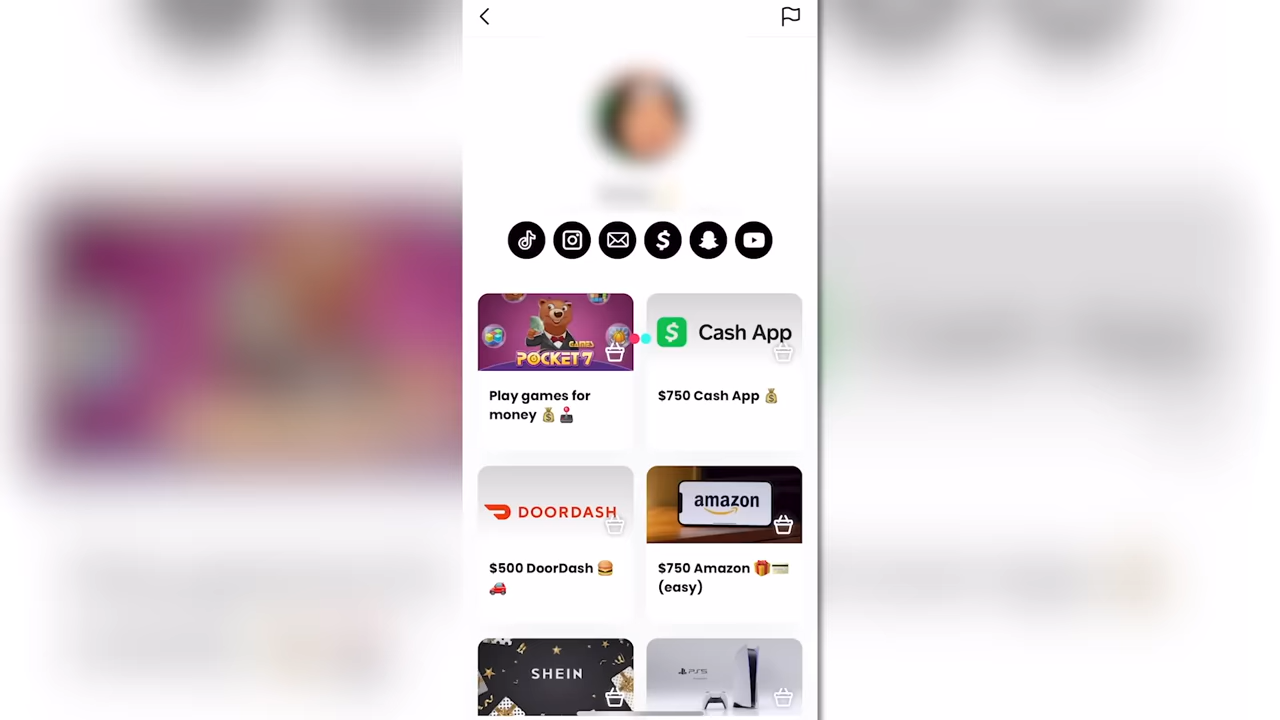 GAMES
POCKET7
Cash App
Play games for
money 💰🕹️
$750 Cash App 💰
DOORDASH
amazon
$500 DoorDash 🍔
🚗
$750 Amazon 🎁💳
(easy)
SHEIN
PS5